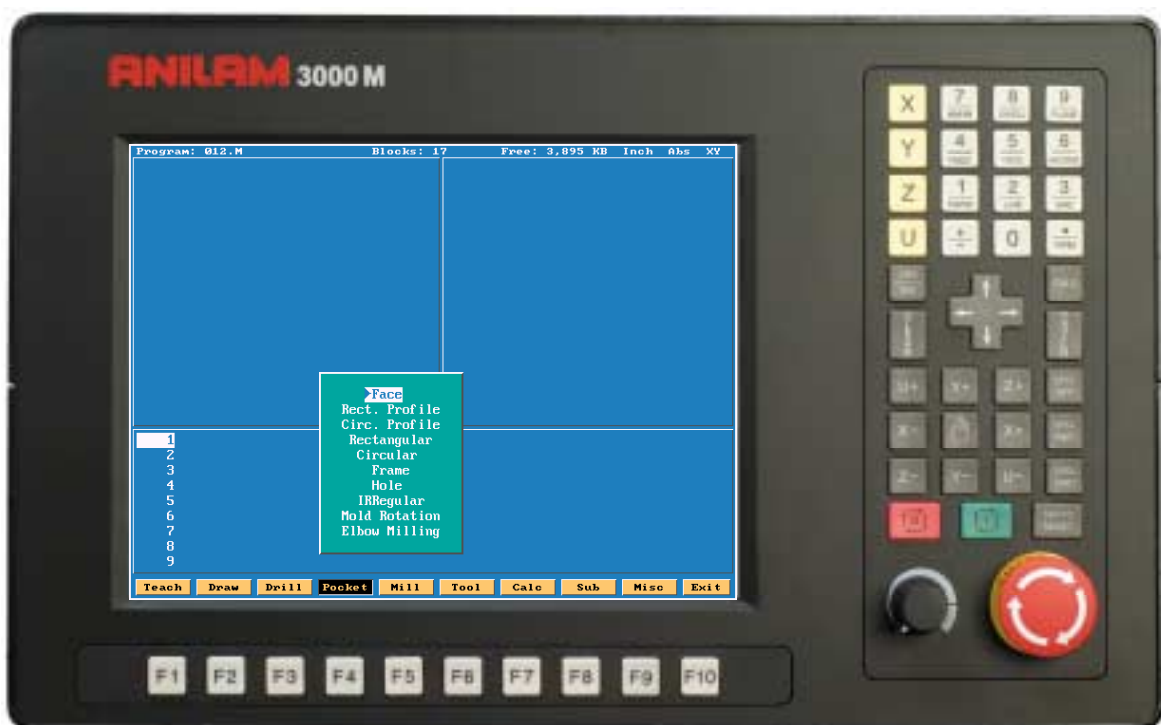 ANILAM 3000 M
Program: 012.M Blocks: 17 Free: 3,895 KB Inch Abs XY
Face
Rect. Profile
Circ. Profile
Rectangular
Circular
Frame
Hole
IRRegular
Mold Rotation
Elbow Milling
1
2
3
4
5
6
7
8
9
Teach Draw Drill Pocket Mill Tool Calc Sub Misc Exit
F1 F2 F3 F4 F5 F6 F7 F8 F9 F10
X 7 8 9
Y 4 5 6
Z 1 2 3
U 0
U+ Y+ Z+
X- X+
Z- Y- U-